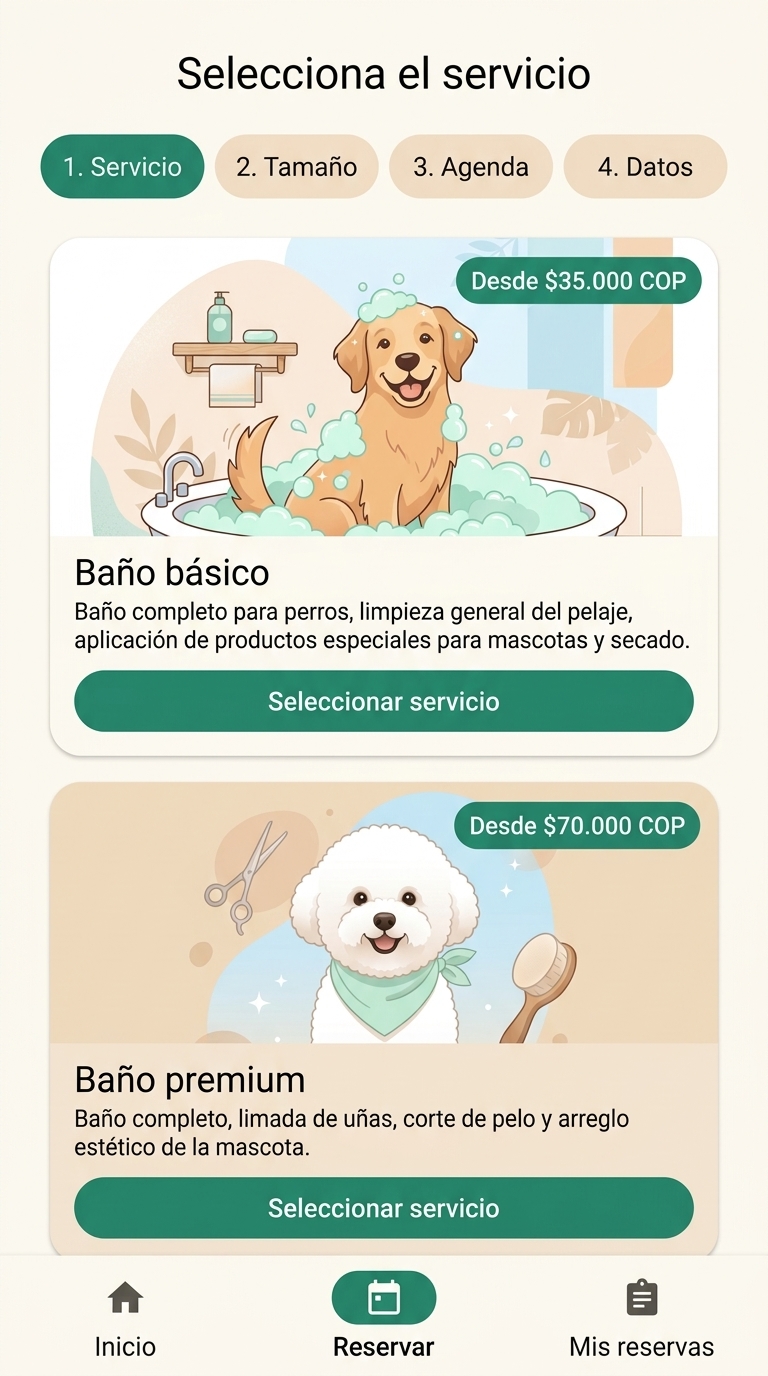 Selecciona el servicio
1. Servicio
2. Tamaño
3. Agenda
4. Datos
Desde $35.000 COP
Baño básico
Baño completo para perros, limpieza general del pelaje,
aplicación de productos especiales para mascotas y secado.
Seleccionar servicio
Desde $70.000 COP
Baño premium
Baño completo, limada de uñas, corte de pelo y arreglo
estético de la mascota.
Seleccionar servicio
Inicio
Reservar
Mis reservas